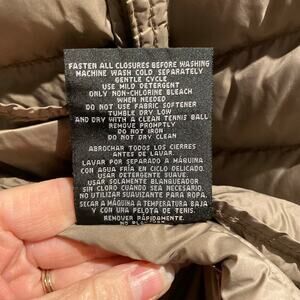 FASTEN ALL CLOSURES BEFORE WASHING
MACHINE WASH COLD SEPARATELY
GENTLE CYCLE
USE MILD DETERGENT
ONLY NON-CHLORINE BLEACH
WHEN NEEDED
DO NOT USE FABRIC SOFTENER
TUMBLE DRY LOW
AND DRY WITH A CLEAN TENNIS BALL
REMOVE PROMPTLY
DO NOT IRON
DO NOT DRY CLEAN
ABROCHAR TODOS LOS CIERRES
ANTES DE LAVAR.
LAVAR POR SEPARADO A MÁQUINA
CON AGUA FRÍA EN CICLO DELICADO.
USAR DETERGENTE SUAVE
USAR SOLAMENTE BLANQUEADOR
SIN CLORO CUANDO SEA NECESARIO.
NO UTILIZAR SUAVIZANTE PARA ROPA.
SECAR A MÁQUINA A TEMPERATURA BAJA
Y CON UNA PELOTA DE TENIS.
REMOVER RÁPIDAMENTE.
NO